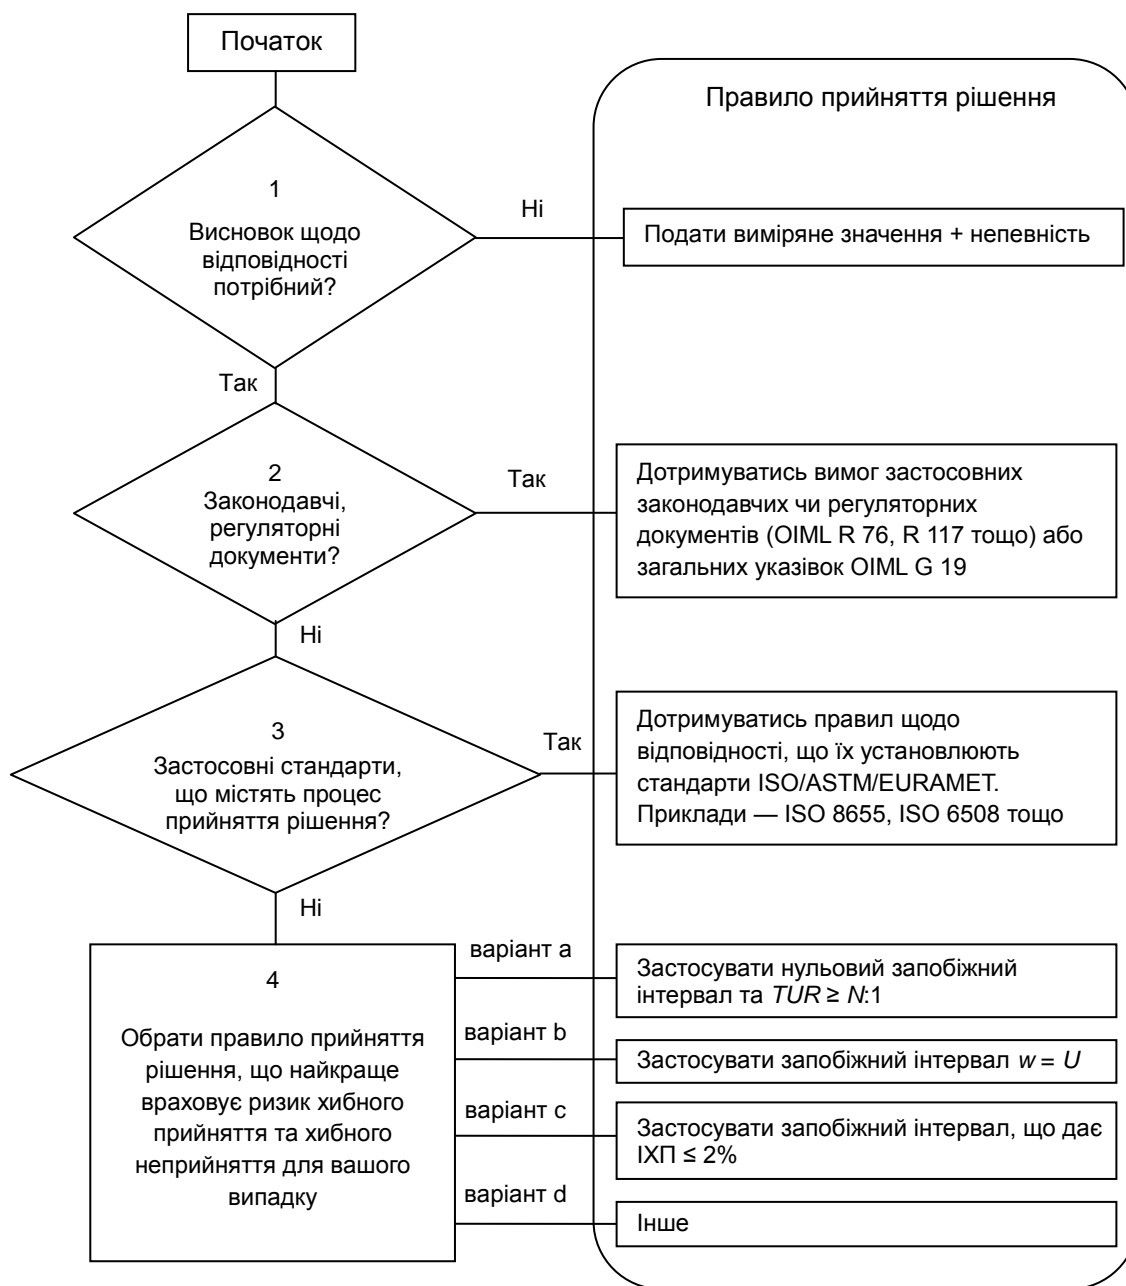 Початок
Правило прийняття рішення
1
Висновок щодо
відповідності
потрібний?
Ні
Подати виміряне значення + непевність
Так
2
Законодавчі,
регуляторні
документи?
Так
Дотримуватись вимог застосовних
законодавчих чи регуляторних
документів (OIML R 76, R 117 тощо) або
загальних указівок OIML G 19
Ні
3
Застосовні стандарти,
що містять процес
прийняття рішення?
Так
Дотримуватись правил щодо
відповідності, що їх установлюють
стандарти ISO/ASTM/EURAMET.
Приклади — ISO 8655, ISO 6508 тощо
Ні
4
Обрати правило прийняття
рішення, що найкраще
враховує ризик хибного
прийняття та хибного
неприйняття для вашого
випадку
варіант a
Застосувати нульовий запобіжний
інтервал та TUR ≥ N:1
варіант b
Застосувати запобіжний інтервал w = U
варіант c
Застосувати запобіжний інтервал, що дає
ІХП ≤ 2%
варіант d
Інше